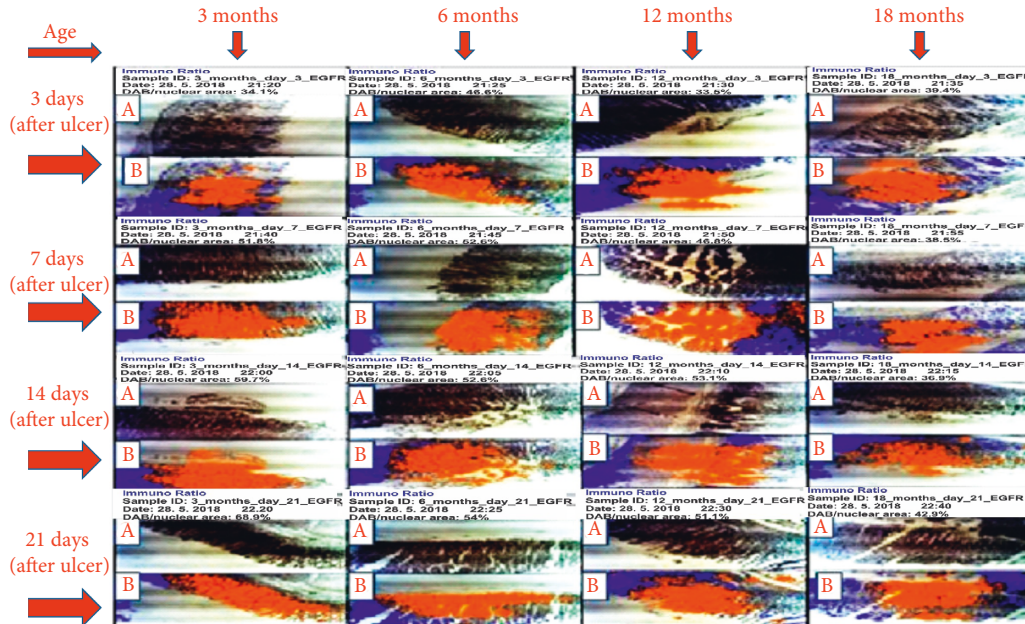 Age
3 months
6 months
12 months
18 months
3 days
(after ulcer)
Immuno Ratio
Sample ID: 3_months_day_3_EGFR
Date: 28. 5. 2018 21:20
DAB/nuclear area: 34.1%
A
B
Immuno Ratio
Sample ID: 6_months_day_3_EGFR
Date: 28. 5. 2018 21:25
DAB/nuclear area: 46.6%
A
B
Immuno Ratio
Sample ID: 12_months_day_3_EGFR
Date: 28. 5. 2018 21:30
DAB/nuclear area: 33.5%
A
B
Immuno Ratio
Sample ID: 18_months_day_3_EGFR
Date: 28. 5. 2018 21:35
DAB/nuclear area: 39.4%
A
B
7 days
(after ulcer)
Immuno Ratio
Sample ID: 3_months_day_7_EGFR
Date: 28. 5. 2018 21:40
DAB/nuclear area: 51.8%
A
B
Immuno Ratio
Sample ID: 6_months_day_7_EGFR
Date: 28. 5. 2018 21:45
DAB/nuclear area: 52.6%
A
B
Immuno Ratio
Sample ID: 12_months_day_7_EGFR
Date: 28. 5. 2018 21:50
DAB/nuclear area: 46.8%
A
B
Immuno Ratio
Sample ID: 18_months_day_7_EGFR
Date: 28. 5. 2018 21:55
DAB/nuclear area: 38.5%
A
B
14 days
(after ulcer)
Immuno Ratio
Sample ID: 3_months_day_14_EGFR
Date: 28. 5. 2018 22:00
DAB/nuclear area: 59.7%
A
B
Immuno Ratio
Sample ID: 6_months_day_14_EGFR
Date: 28. 5. 2018 22:05
DAB/nuclear area: 52.6%
A
B
Immuno Ratio
Sample ID: 12_months_day_14_EGFR
Date: 28. 5. 2018 22:10
DAB/nuclear area: 53.1%
A
B
Immuno Ratio
Sample ID: 18_months_day_14_EGFR
Date: 28. 5. 2018 22:15
DAB/nuclear area: 36.9%
A
B
21 days
(after ulcer)
Immuno Ratio
Sample ID: 3_months_day_21_EGFR
Date: 28. 5. 2018 22.20
DAB/nuclear area: 68.9%
A
B
Immuno Ratio
Sample ID: 6_months_day_21_EGFR
Date: 28. 5. 2018 22:25
DAB/nuclear area: 54%
A
B
Immuno Ratio
Sample ID: 12_months_day_21_EGFR
Date: 28. 5. 2018 22:30
DAB/nuclear area: 51.1%
A
B
Immuno Ratio
Sample ID: 18_months_day_21_EGFR
Date: 28. 5. 2018 22:40
DAB/nuclear area: 42.9%
A
B